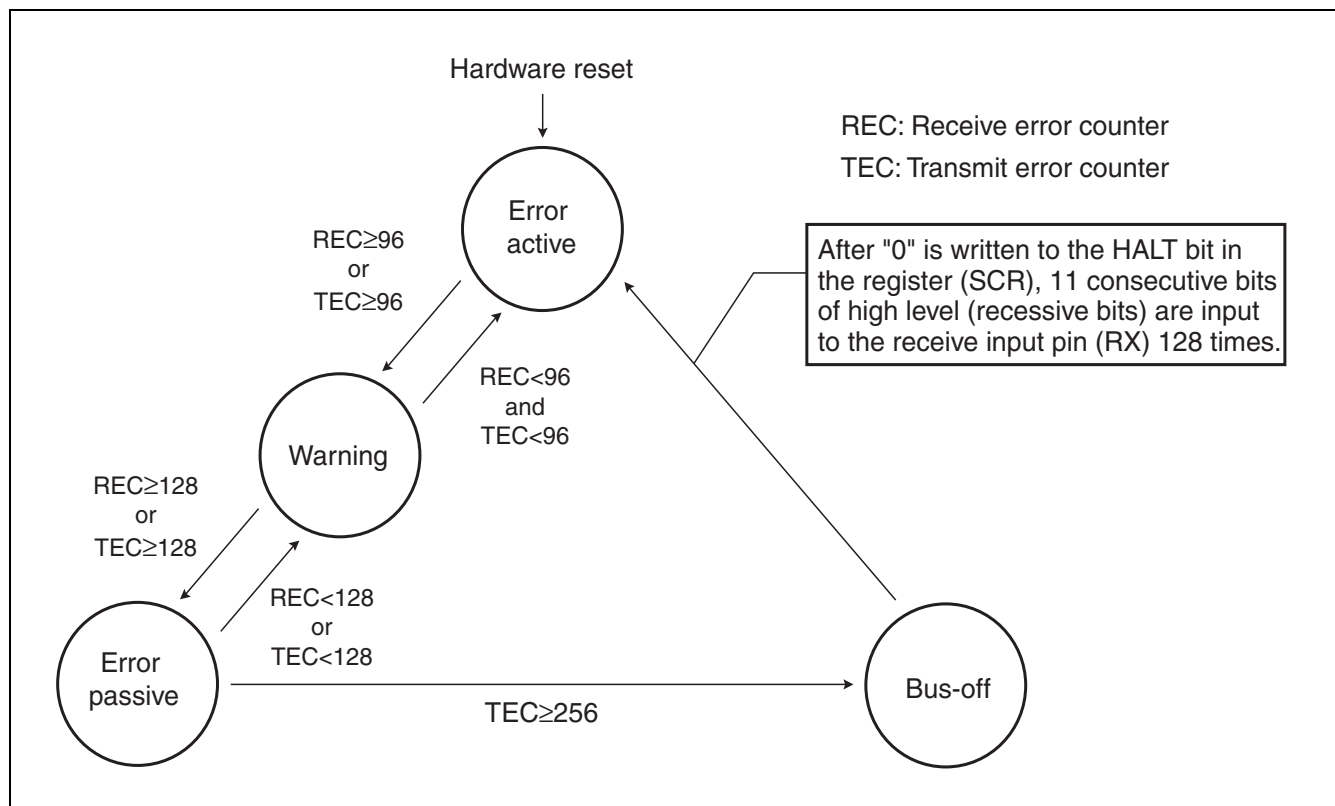 Hardware reset
REC: Receive error counter
TEC: Transmit error counter
Error
active
REC≥96
or
TEC≥96
After "0" is written to the HALT bit in
the register (SCR), 11 consecutive bits
of high level (recessive bits) are input
to the receive input pin (RX) 128 times.
REC<96
and
TEC<96
Warning
REC≥128
or
TEC≥128
REC<128
or
TEC<128
Error
passive
TEC≥256
Bus-off